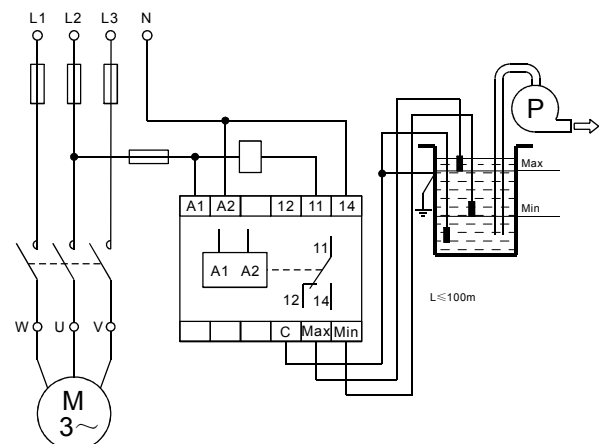 L1 L2 L3 N
P
Max
Min
A1 A2 12 11 14
11
A1 A2
12 14
L≤100m
W U V
C Max Min
M
3～